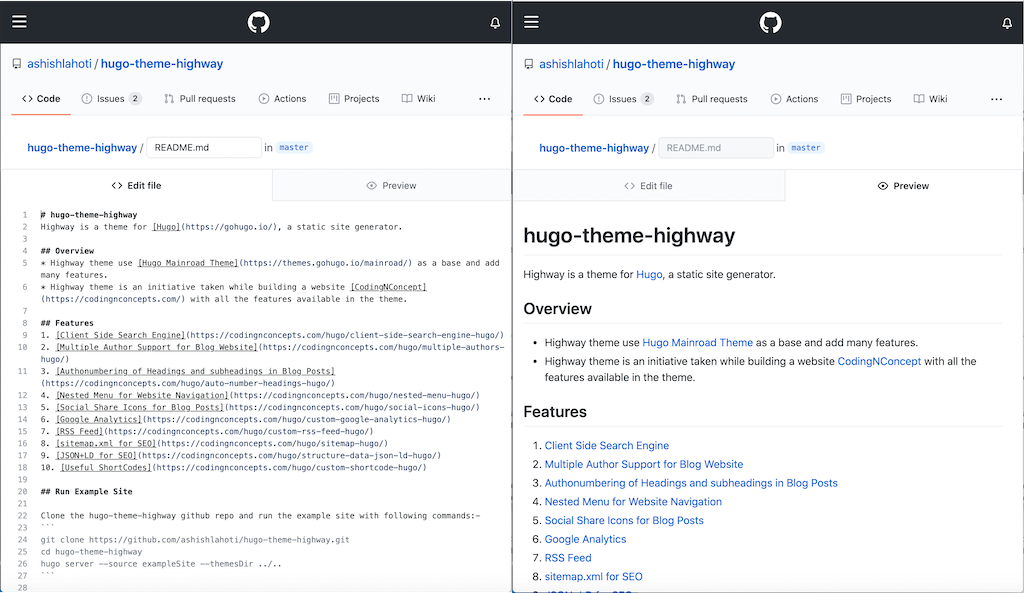 ashishlahoti / hugo-theme-highway
Code Issues 2 Pull requests Actions Projects Wiki ...
hugo-theme-highway / README.md in master
Edit file Preview
1 # hugo-theme-highway
2 Highway is a theme for [Hugo](https://gohugo.io/), a static site generator.
3
4 ## Overview
5 * Highway theme use [Hugo Mainroad Theme](https://themes.gohugo.io/mainroad/) as a base and add
many features.
6 * Highway theme is an initiative taken while building a website [CodingNConcept]
(https://codingnconcepts.com/) with all the features available in the theme.
7
8 ## Features
9 1. [Client Side Search Engine](https://codingnconcepts.com/hugo/client-side-search-engine-hugo/)
10 2. [Multiple Author Support for Blog Website](https://codingnconcepts.com/hugo/multiple-authors-
hugo/)
11 3. [Authonumbering of Headings and subheadings in Blog Posts]
(https://codingnconcepts.com/hugo/auto-number-headings-hugo/)
12 4. [Nested Menu for Website Navigation](https://codingnconcepts.com/hugo/nested-menu-hugo/)
13 5. [Social Share Icons for Blog Posts](https://codingnconcepts.com/hugo/social-icons-hugo/)
14 6. [Google Analytics](https://codingnconcepts.com/hugo/custom-google-analytics-hugo/)
15 7. [RSS Feed](https://codingnconcepts.com/hugo/custom-rss-feed-hugo/)
16 8. [sitemap.xml for SEO](https://codingnconcepts.com/hugo/sitemap-hugo/)
17 9. [JSON+LD for SEO](https://codingnconcepts.com/hugo/structure-data-json-ld-hugo/)
18 10. [Useful ShortCodes](https://codingnconcepts.com/hugo/custom-shortcode-hugo/)
19
20 ## Run Example Site
21
22 Clone the hugo-theme-highway github repo and run the example site with following commands:-
23 ```
24 git clone https://github.com/ashishlahoti/hugo-theme-highway.git
25 cd hugo-theme-highway
26 hugo server --source exampleSite --themesDir ../..
27 ```
28
ashishlahoti / hugo-theme-highway
Code Issues 2 Pull requests Actions Projects Wiki ...
hugo-theme-highway / README.md in master
Edit file Preview
hugo-theme-highway
Highway is a theme for Hugo, a static site generator.
Overview
• Highway theme use Hugo Mainroad Theme as a base and add many features.
• Highway theme is an initiative taken while building a website CodingNConcept with all the
features available in the theme.
Features
1. Client Side Search Engine
2. Multiple Author Support for Blog Website
3. Authonumbering of Headings and subheadings in Blog Posts
4. Nested Menu for Website Navigation
5. Social Share Icons for Blog Posts
6. Google Analytics
7. RSS Feed
8. sitemap.xml for SEO